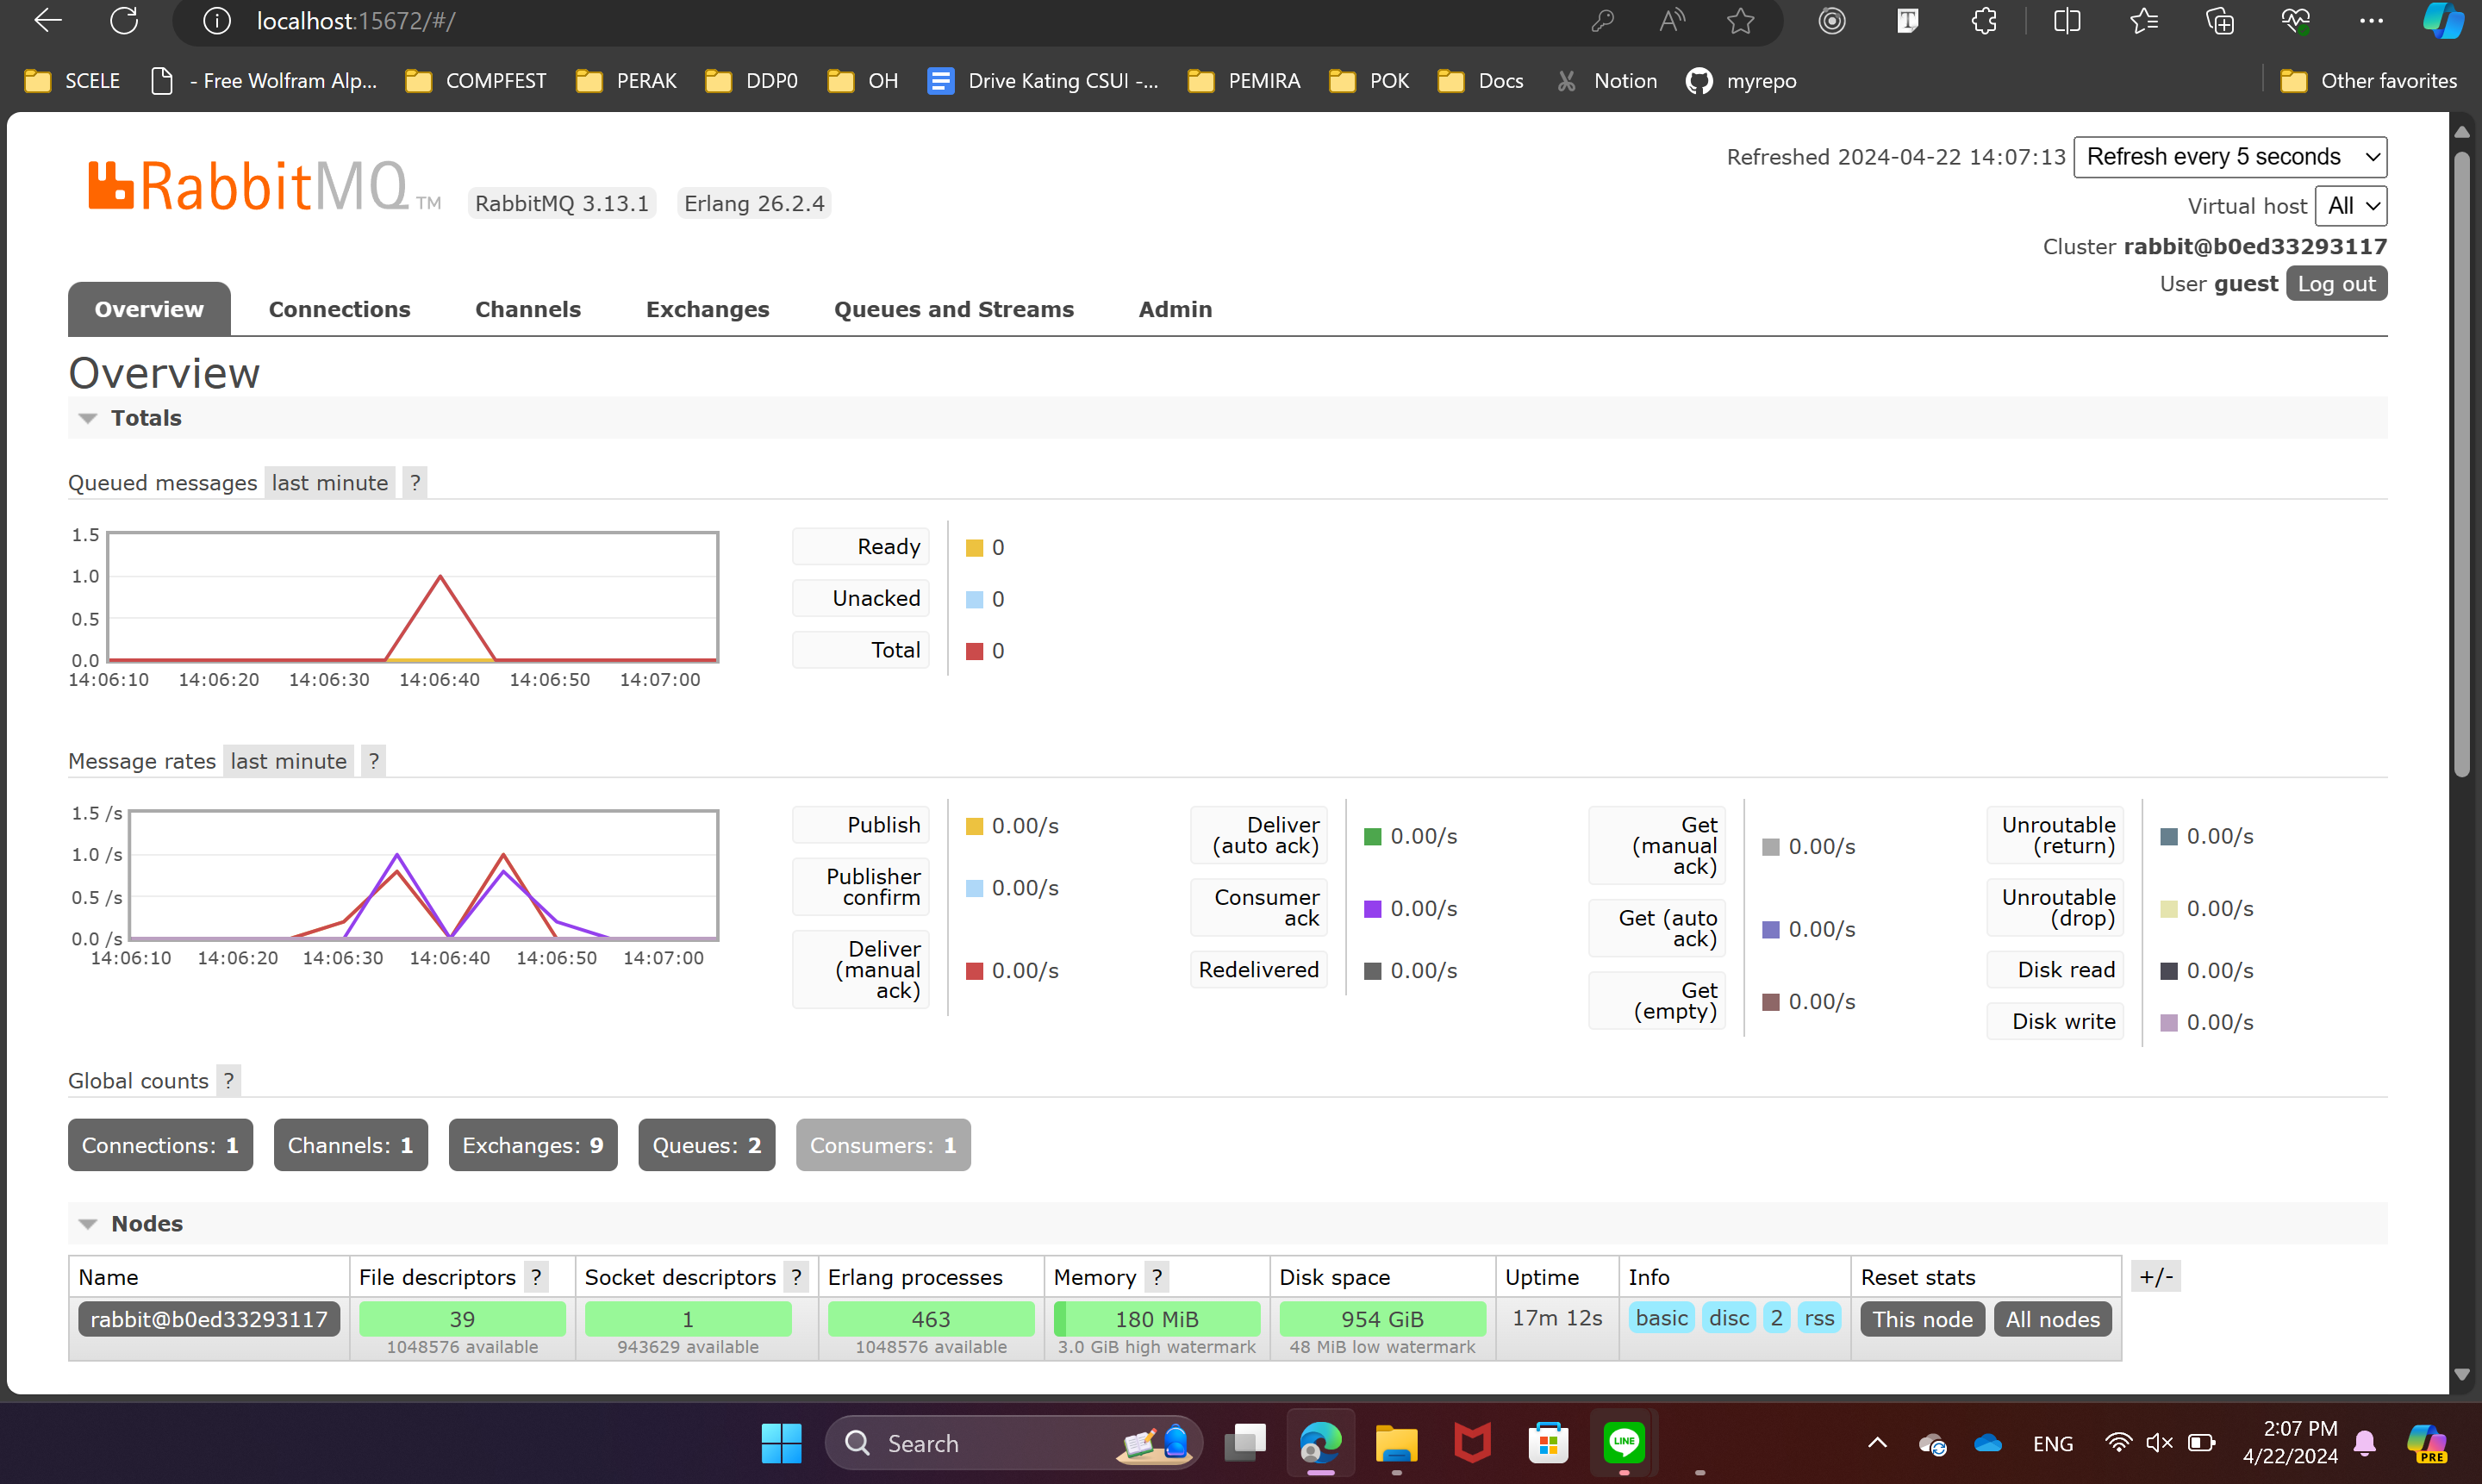 localhost:15672/#/
SCELE - Free Wolfram Alp... COMPFEST PERAK DDP0 OH Drive Kating CSUI -... PEMIRA POK Docs Notion myrepo Other favorites
RabbitMQ TM RabbitMQ 3.13.1 Erlang 26.2.4
Refreshed 2024-04-22 14:07:13 Refresh every 5 seconds
Virtual host All
Cluster rabbit@b0ed33293117
User guest Log out
Overview Connections Channels Exchanges Queues and Streams Admin
Overview
Totals
Queued messages last minute ?
1.5
1.0
0.5
0.0
14:06:10 14:06:20 14:06:30 14:06:40 14:06:50 14:07:00
Ready 0
Unacked 0
Total 0
Message rates last minute ?
1.5 /s
1.0 /s
0.5 /s
0.0 /s
14:06:10 14:06:20 14:06:30 14:06:40 14:06:50 14:07:00
Publish 0.00/s
Publisher
confirm 0.00/s
Deliver
(manual 0.00/s
ack)
Deliver
(auto ack) 0.00/s
Consumer
ack 0.00/s
Redelivered 0.00/s
Get
(manual 0.00/s
ack)
Get (auto
ack) 0.00/s
Get
(empty) 0.00/s
Unroutable
(return) 0.00/s
Unroutable
(drop) 0.00/s
Disk read 0.00/s
Disk write 0.00/s
Global counts ?
Connections: 1 Channels: 1 Exchanges: 9 Queues: 2 Consumers: 1
Nodes
Name File descriptors ? Socket descriptors ? Erlang processes Memory ? Disk space Uptime Info Reset stats +/-
rabbit@b0ed33293117 39 1 463 180 MiB 954 GiB 17m 12s basic disc 2 rss This node All nodes
1048576 available 943629 available 1048576 available 3.0 GiB high watermark 48 MiB low watermark
Search LINE ENG 2:07 PM
4/22/2024 PRE